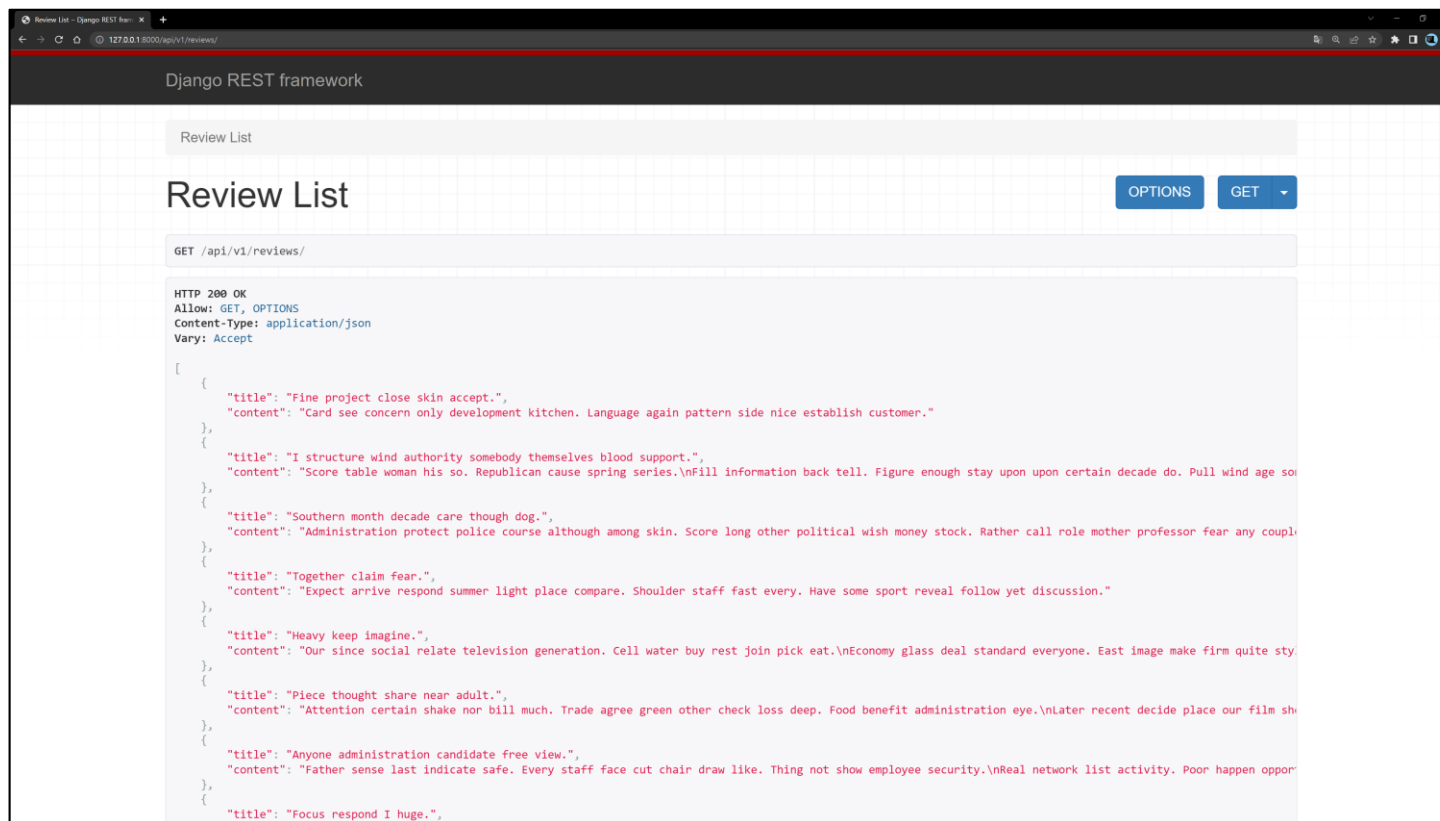 Review List – Django REST fram
127.0.0.1:8000/api/v1/reviews/
Django REST framework
Review List
Review List
OPTIONS
GET
GET /api/v1/reviews/
HTTP 200 OK
Allow: GET, OPTIONS
Content-Type: application/json
Vary: Accept
[
{
"title": "Fine project close skin accept.",
"content": "Card see concern only development kitchen. Language again pattern side nice establish customer."
},
{
"title": "I structure wind authority somebody themselves blood support.",
"content": "Score table woman his so. Republican cause spring series.\nFill information back tell. Figure enough stay upon upon certain decade do. Pull wind age so
},
{
"title": "Southern month decade care though dog.",
"content": "Administration protect police course although among skin. Score long other political wish money stock. Rather call role mother professor fear any coupl
},
{
"title": "Together claim fear.",
"content": "Expect arrive respond summer light place compare. Shoulder staff fast every. Have some sport reveal follow yet discussion."
},
{
"title": "Heavy keep imagine.",
"content": "Our since social relate television generation. Cell water buy rest join pick eat.\nEconomy glass deal standard everyone. East image make firm quite sty
},
{
"title": "Piece thought share near adult.",
"content": "Attention certain shake nor bill much. Trade agree green other check loss deep. Food benefit administration eye.\nLater recent decide place our film sh
},
{
"title": "Anyone administration candidate free view.",
"content": "Father sense last indicate safe. Every staff face cut chair draw like. Thing not show employee security.\nReal network list activity. Poor happen oppor
},
{
"title": "Focus respond I huge.",